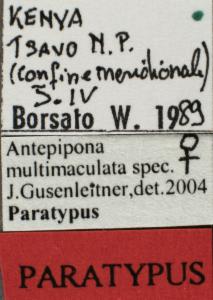 KENYA
TSAVO N.P.
(confine meridionale)
5.IV
Borsato W. 1989
Antepipona ♀
multimaculata spec.
J.Gusenleitner,det.2004
Paratypus
PARATYPUS